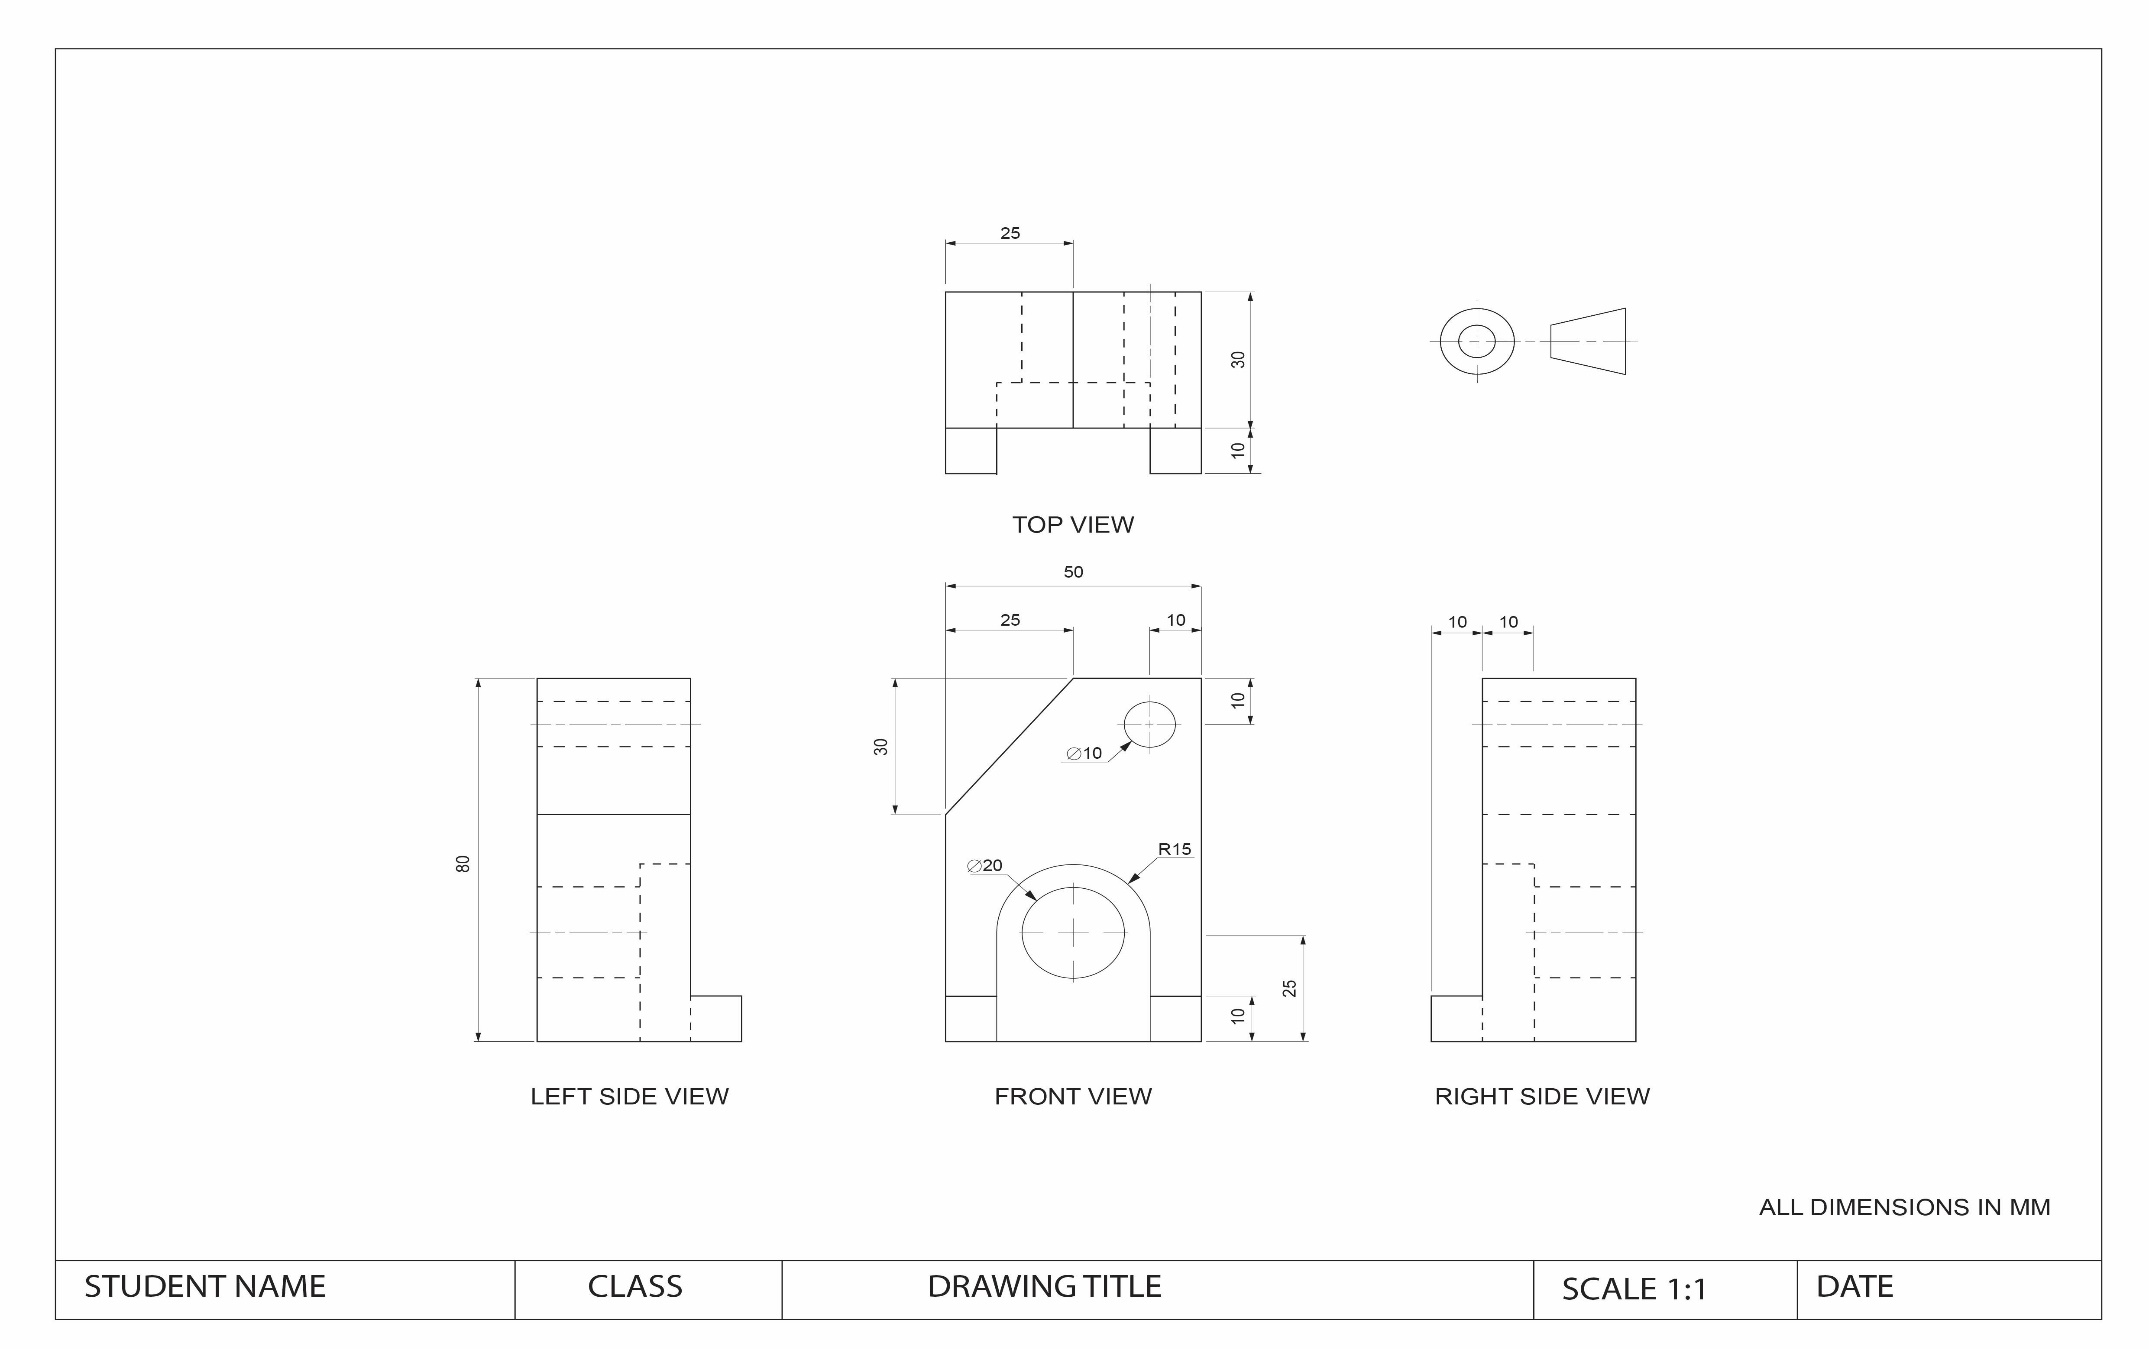 25
30
10
TOP VIEW
50
25
10
10
10
10
30
⌀10
80
⌀20
R15
25
10
LEFT SIDE VIEW
FRONT VIEW
RIGHT SIDE VIEW
ALL DIMENSIONS IN MM
STUDENT NAME
CLASS
DRAWING TITLE
SCALE 1:1
DATE